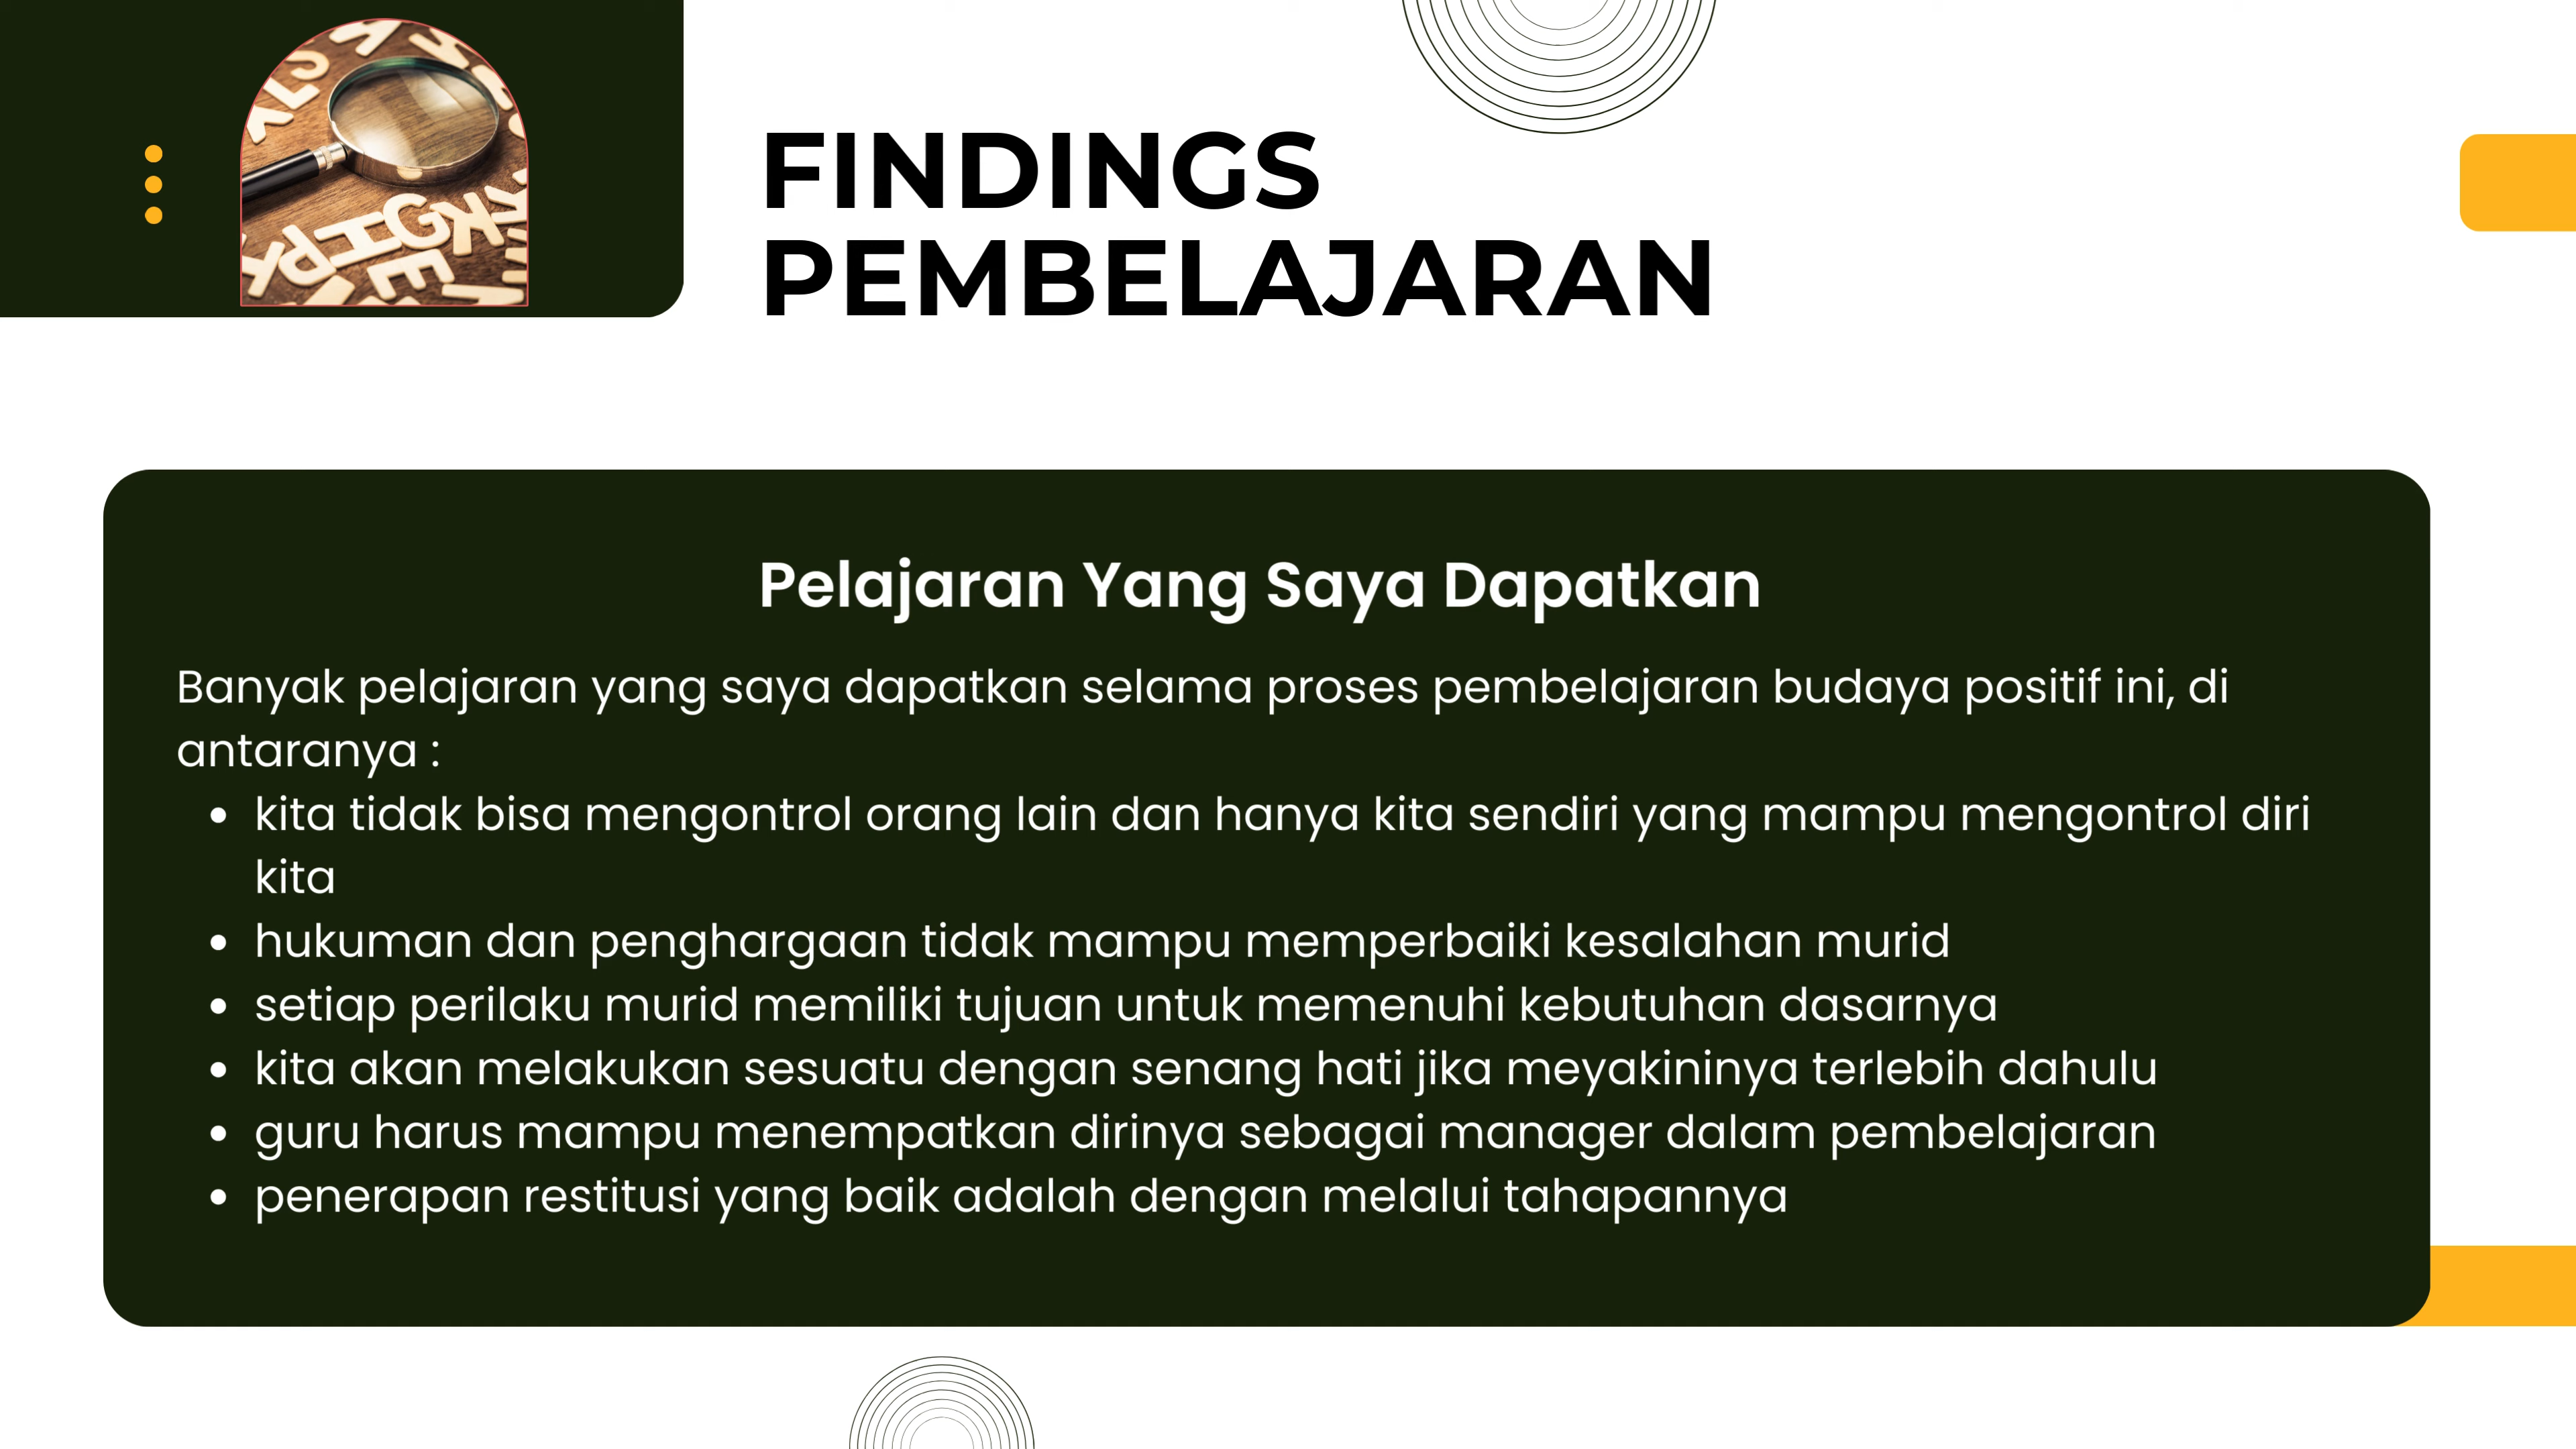 FINDINGS
PEMBELAJARAN
Pelajaran Yang Saya Dapatkan
Banyak pelajaran yang saya dapatkan selama proses pembelajaran budaya positif ini, di
antaranya :
• kita tidak bisa mengontrol orang lain dan hanya kita sendiri yang mampu mengontrol diri
kita
• hukuman dan penghargaan tidak mampu memperbaiki kesalahan murid
• setiap perilaku murid memiliki tujuan untuk memenuhi kebutuhan dasarnya
• kita akan melakukan sesuatu dengan senang hati jika meyakininya terlebih dahulu
• guru harus mampu menempatkan dirinya sebagai manager dalam pembelajaran
• penerapan restitusi yang baik adalah dengan melalui tahapannya